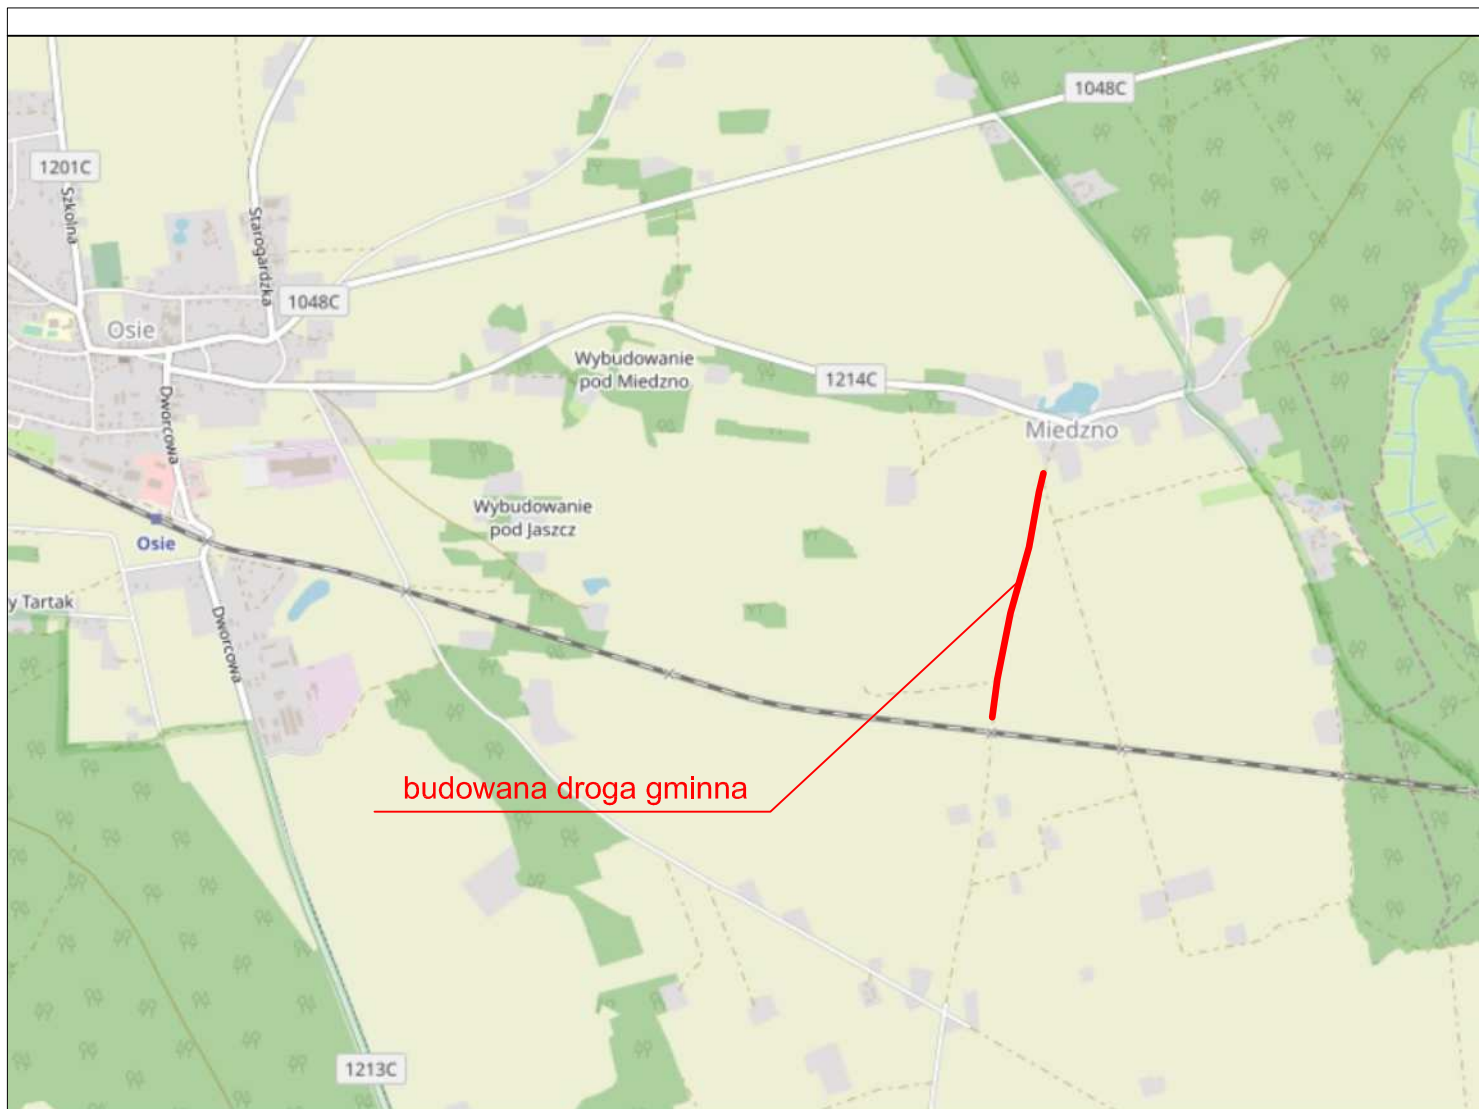 1048C
1201C
Szkolna
Starogardzka
1048C
Osie
Wybudowanie
pod Miedzno
1214C
Miedzno
Dworcowa
Wybudowanie
pod Jaszcz
Osie
y Tartak
Dworcowa
budowana droga gminna
1213C